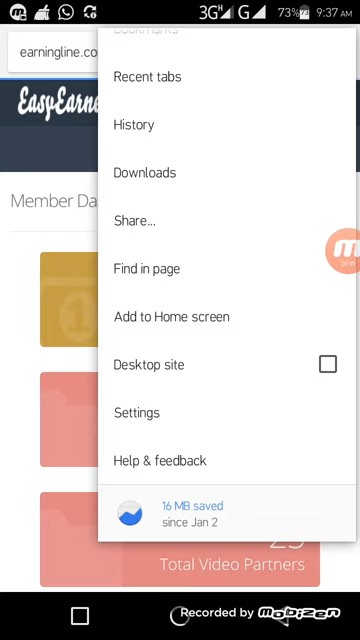 3G H G 73% 9:37 AM
earningline.co
Bookmarks
EasyEarne
Recent tabs
History
Member Da
Downloads
Share...
Find in page
Add to Home screen
Desktop site
Settings
Help & feedback
16 MB saved
since Jan 2
Total Video Partners
Recorded by mobizen